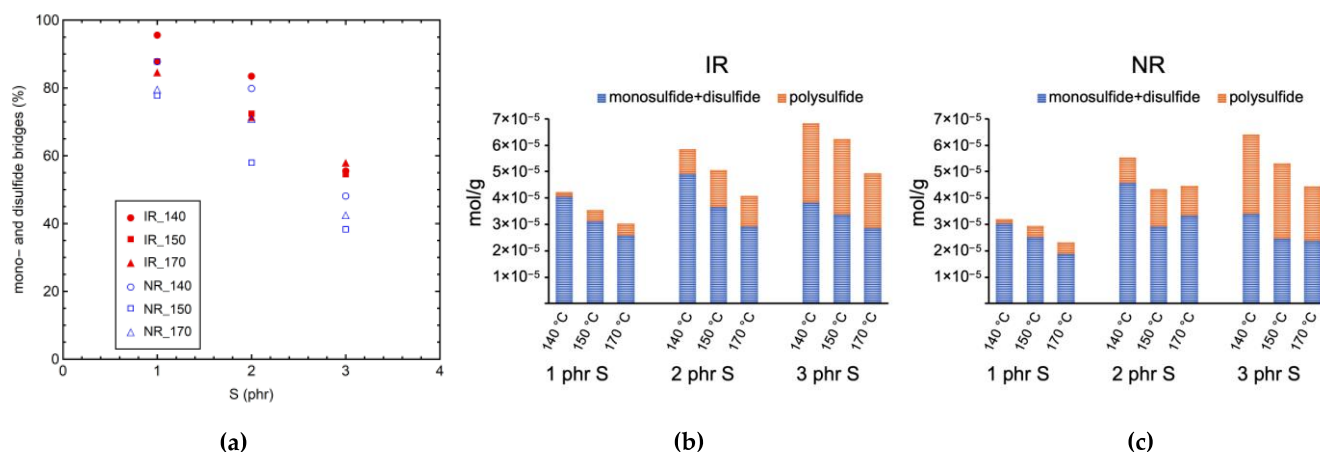 100
80
60
40
20
0
mono– and disulfide bridges (%)
IR_140
IR_150
IR_170
NR_140
NR_150
NR_170
0 1 2 3 4
S (phr)
(a)
IR
monosulfide+disulfide polysulfide
7×10⁻⁵
6×10⁻⁵
5×10⁻⁵
4×10⁻⁵
3×10⁻⁵
2×10⁻⁵
1×10⁻⁵
mol/g
140 °C 150 °C 170 °C 140 °C 150 °C 170 °C 140 °C 150 °C 170 °C
1 phr S 2 phr S 3 phr S
(b)
NR
monosulfide+disulfide polysulfide
7×10⁻⁵
6×10⁻⁵
5×10⁻⁵
4×10⁻⁵
3×10⁻⁵
2×10⁻⁵
1×10⁻⁵
mol/g
140 °C 150 °C 170 °C 140 °C 150 °C 170 °C 140 °C 150 °C 170 °C
1 phr S 2 phr S 3 phr S
(c)